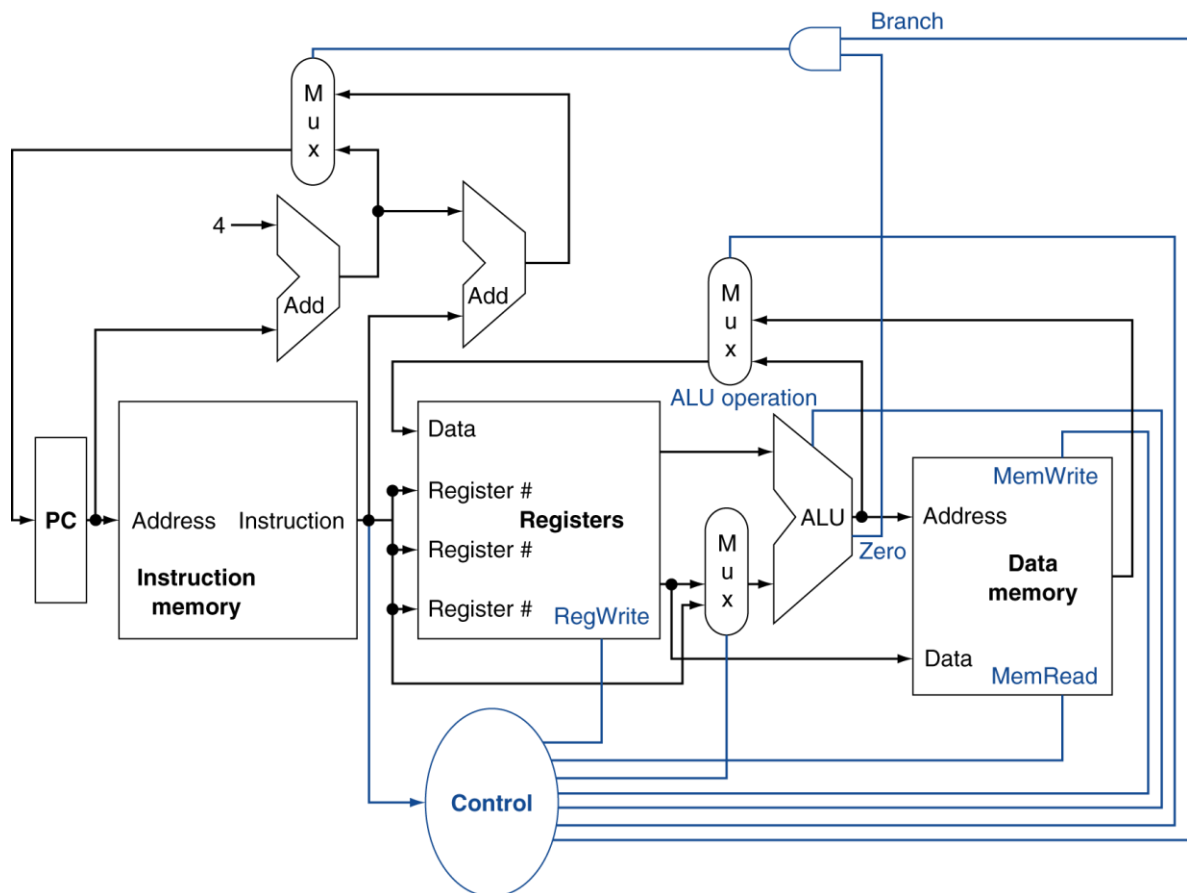 Branch
M
u
x
4
Add
Add
M
u
x
ALU operation
Data
Register #
Register #
Register #
Registers
RegWrite
PC
Address
Instruction
Instruction
memory
M
u
x
ALU
Zero
MemWrite
Address
Data
memory
Data
MemRead
Control